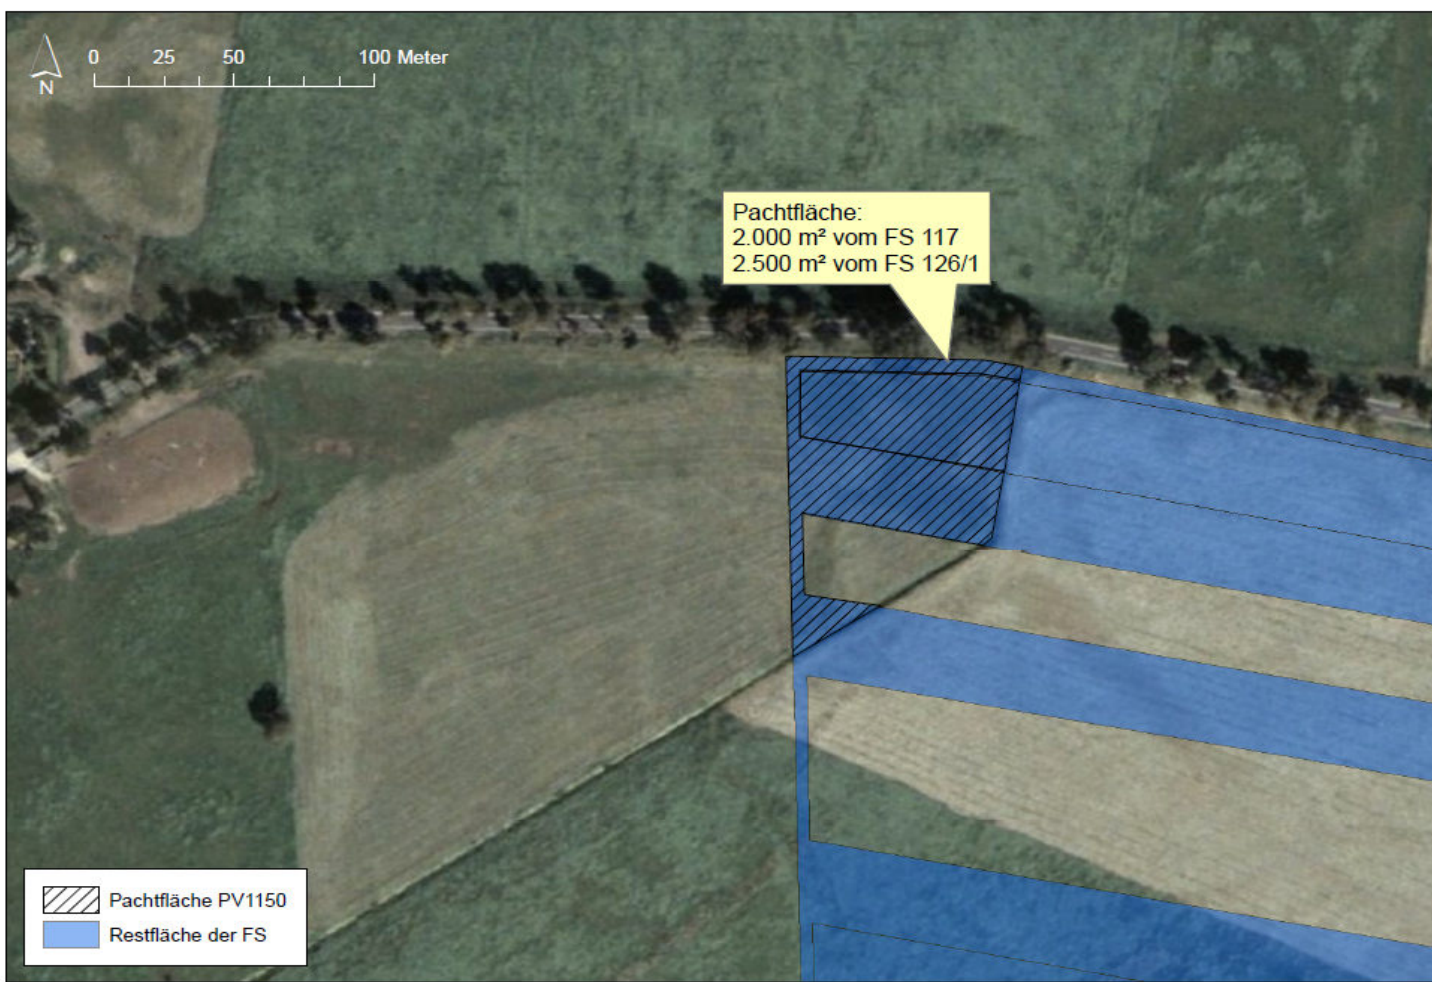 0 25 50 100 Meter
N
Pachtfläche:
2.000 m² vom FS 117
2.500 m² vom FS 126/1
Pachtfläche PV1150
Restfläche der FS